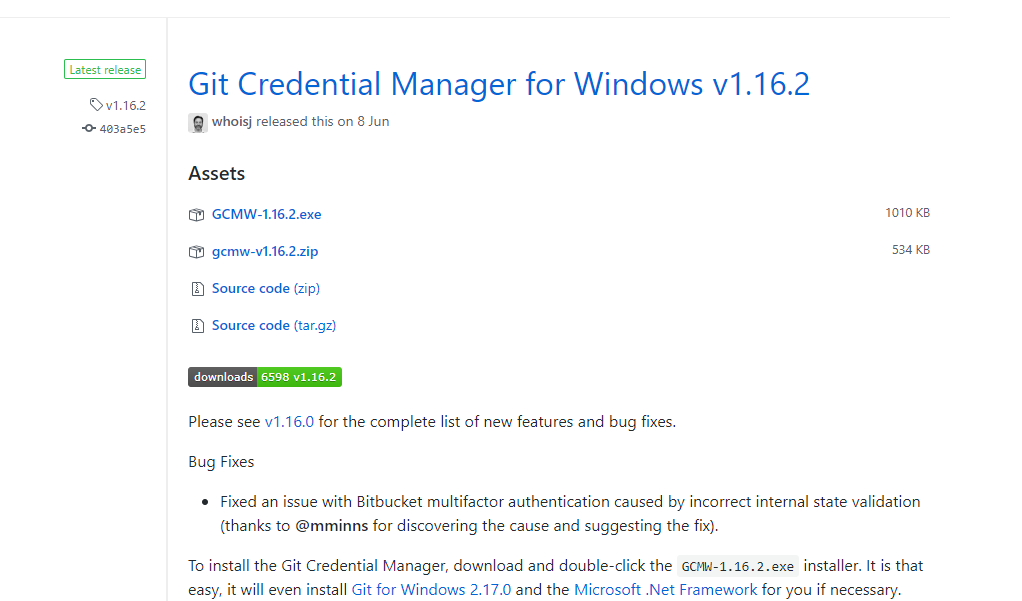 Latest release
v1.16.2
403a5e5
Git Credential Manager for Windows v1.16.2
whoisj released this on 8 Jun
Assets
GCMW-1.16.2.exe 1010 KB
gcmw-v1.16.2.zip 534 KB
Source code (zip)
Source code (tar.gz)
downloads 6598 v1.16.2
Please see v1.16.0 for the complete list of new features and bug fixes.
Bug Fixes
Fixed an issue with Bitbucket multifactor authentication caused by incorrect internal state validation
(thanks to @mminns for discovering the cause and suggesting the fix).
To install the Git Credential Manager, download and double-click the GCMW-1.16.2.exe installer. It is that
easy, it will even install Git for Windows 2.17.0 and the Microsoft .Net Framework for you if necessary.